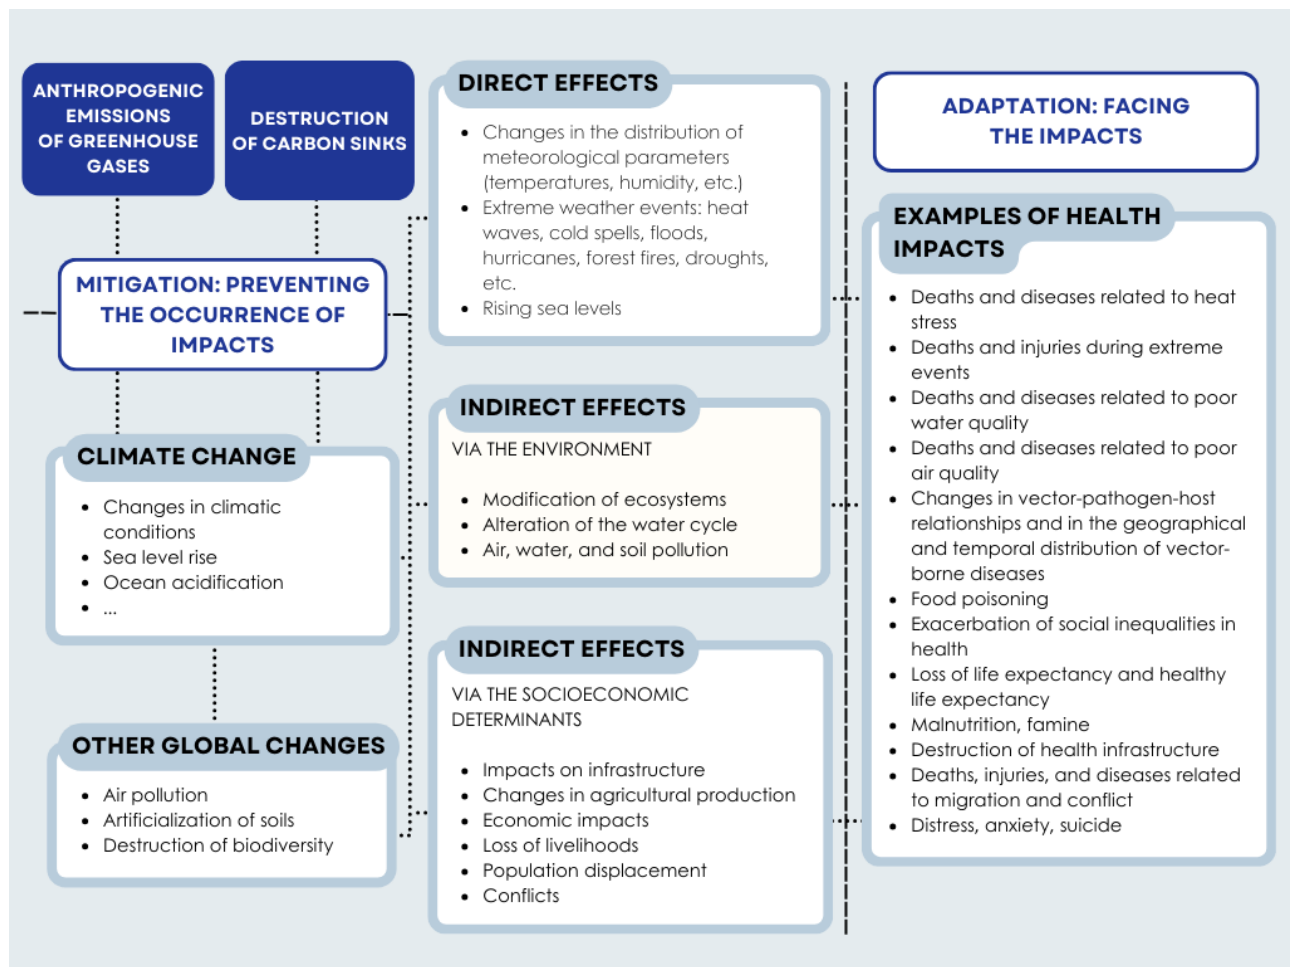 ANTHROPOGENIC
EMISSIONS
OF GREENHOUSE
GASES
DESTRUCTION
OF CARBON SINKS
MITIGATION: PREVENTING
THE OCCURRENCE OF
IMPACTS
CLIMATE CHANGE
• Changes in climatic
conditions
• Sea level rise
• Ocean acidification
• ...
OTHER GLOBAL CHANGES
• Air pollution
• Artificialization of soils
• Destruction of biodiversity
DIRECT EFFECTS
• Changes in the distribution of
meteorological parameters
(temperatures, humidity, etc.)
• Extreme weather events: heat
waves, cold spells, floods,
hurricanes, forest fires, droughts,
etc.
• Rising sea levels
INDIRECT EFFECTS
VIA THE ENVIRONMENT
• Modification of ecosystems
• Alteration of the water cycle
• Air, water, and soil pollution
INDIRECT EFFECTS
VIA THE SOCIOECONOMIC
DETERMINANTS
• Impacts on infrastructure
• Changes in agricultural production
• Economic impacts
• Loss of livelihoods
• Population displacement
• Conflicts
ADAPTATION: FACING
THE IMPACTS
EXAMPLES OF HEALTH
IMPACTS
• Deaths and diseases related to heat
stress
• Deaths and injuries during extreme
events
• Deaths and diseases related to poor
water quality
• Deaths and diseases related to poor
air quality
• Changes in vector-pathogen-host
relationships and in the geographical
and temporal distribution of vector-
borne diseases
• Food poisoning
• Exacerbation of social inequalities in
health
• Loss of life expectancy and healthy
life expectancy
• Malnutrition, famine
• Destruction of health infrastructure
• Deaths, injuries, and diseases related
to migration and conflict
• Distress, anxiety, suicide